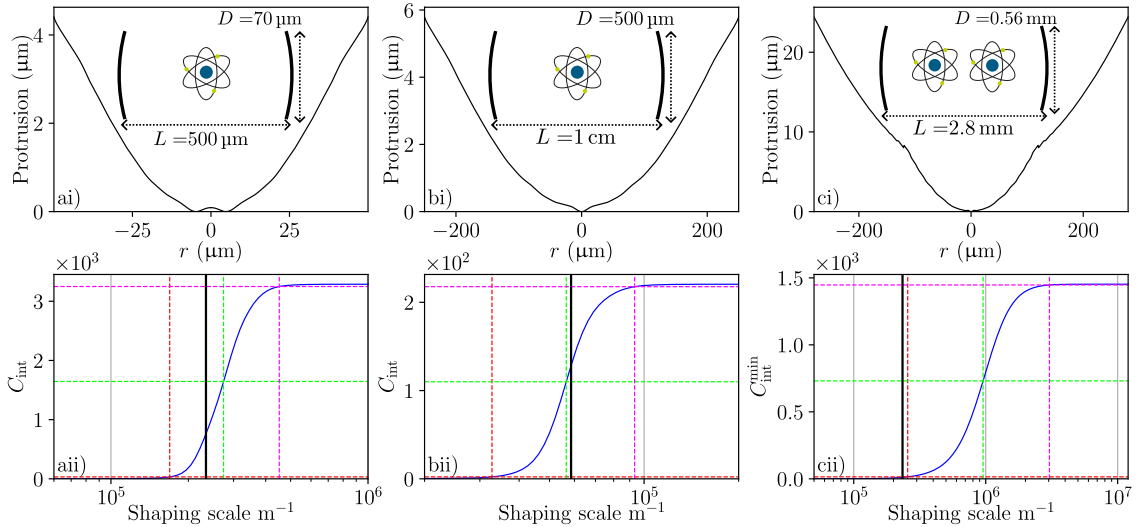 D = 70 μm
L = 500 μm
Protrusion (μm)
4
2
0
ai)
−25 0 25
r (μm)
D = 500 μm
L = 1 cm
Protrusion (μm)
6
4
2
0
bi)
−200 0 200
r (μm)
D = 0.56 mm
L = 2.8 mm
Protrusion (μm)
20
10
0
ci)
−200 0 200
r (μm)
×10³
C_int
3
2
1
0
aii)
10⁵ 10⁶
Shaping scale m⁻¹
×10²
C_int
2
1
0
bii)
10⁵
Shaping scale m⁻¹
×10³
C_int^min
1.5
1.0
0.5
0.0
cii)
10⁵ 10⁶ 10⁷
Shaping scale m⁻¹